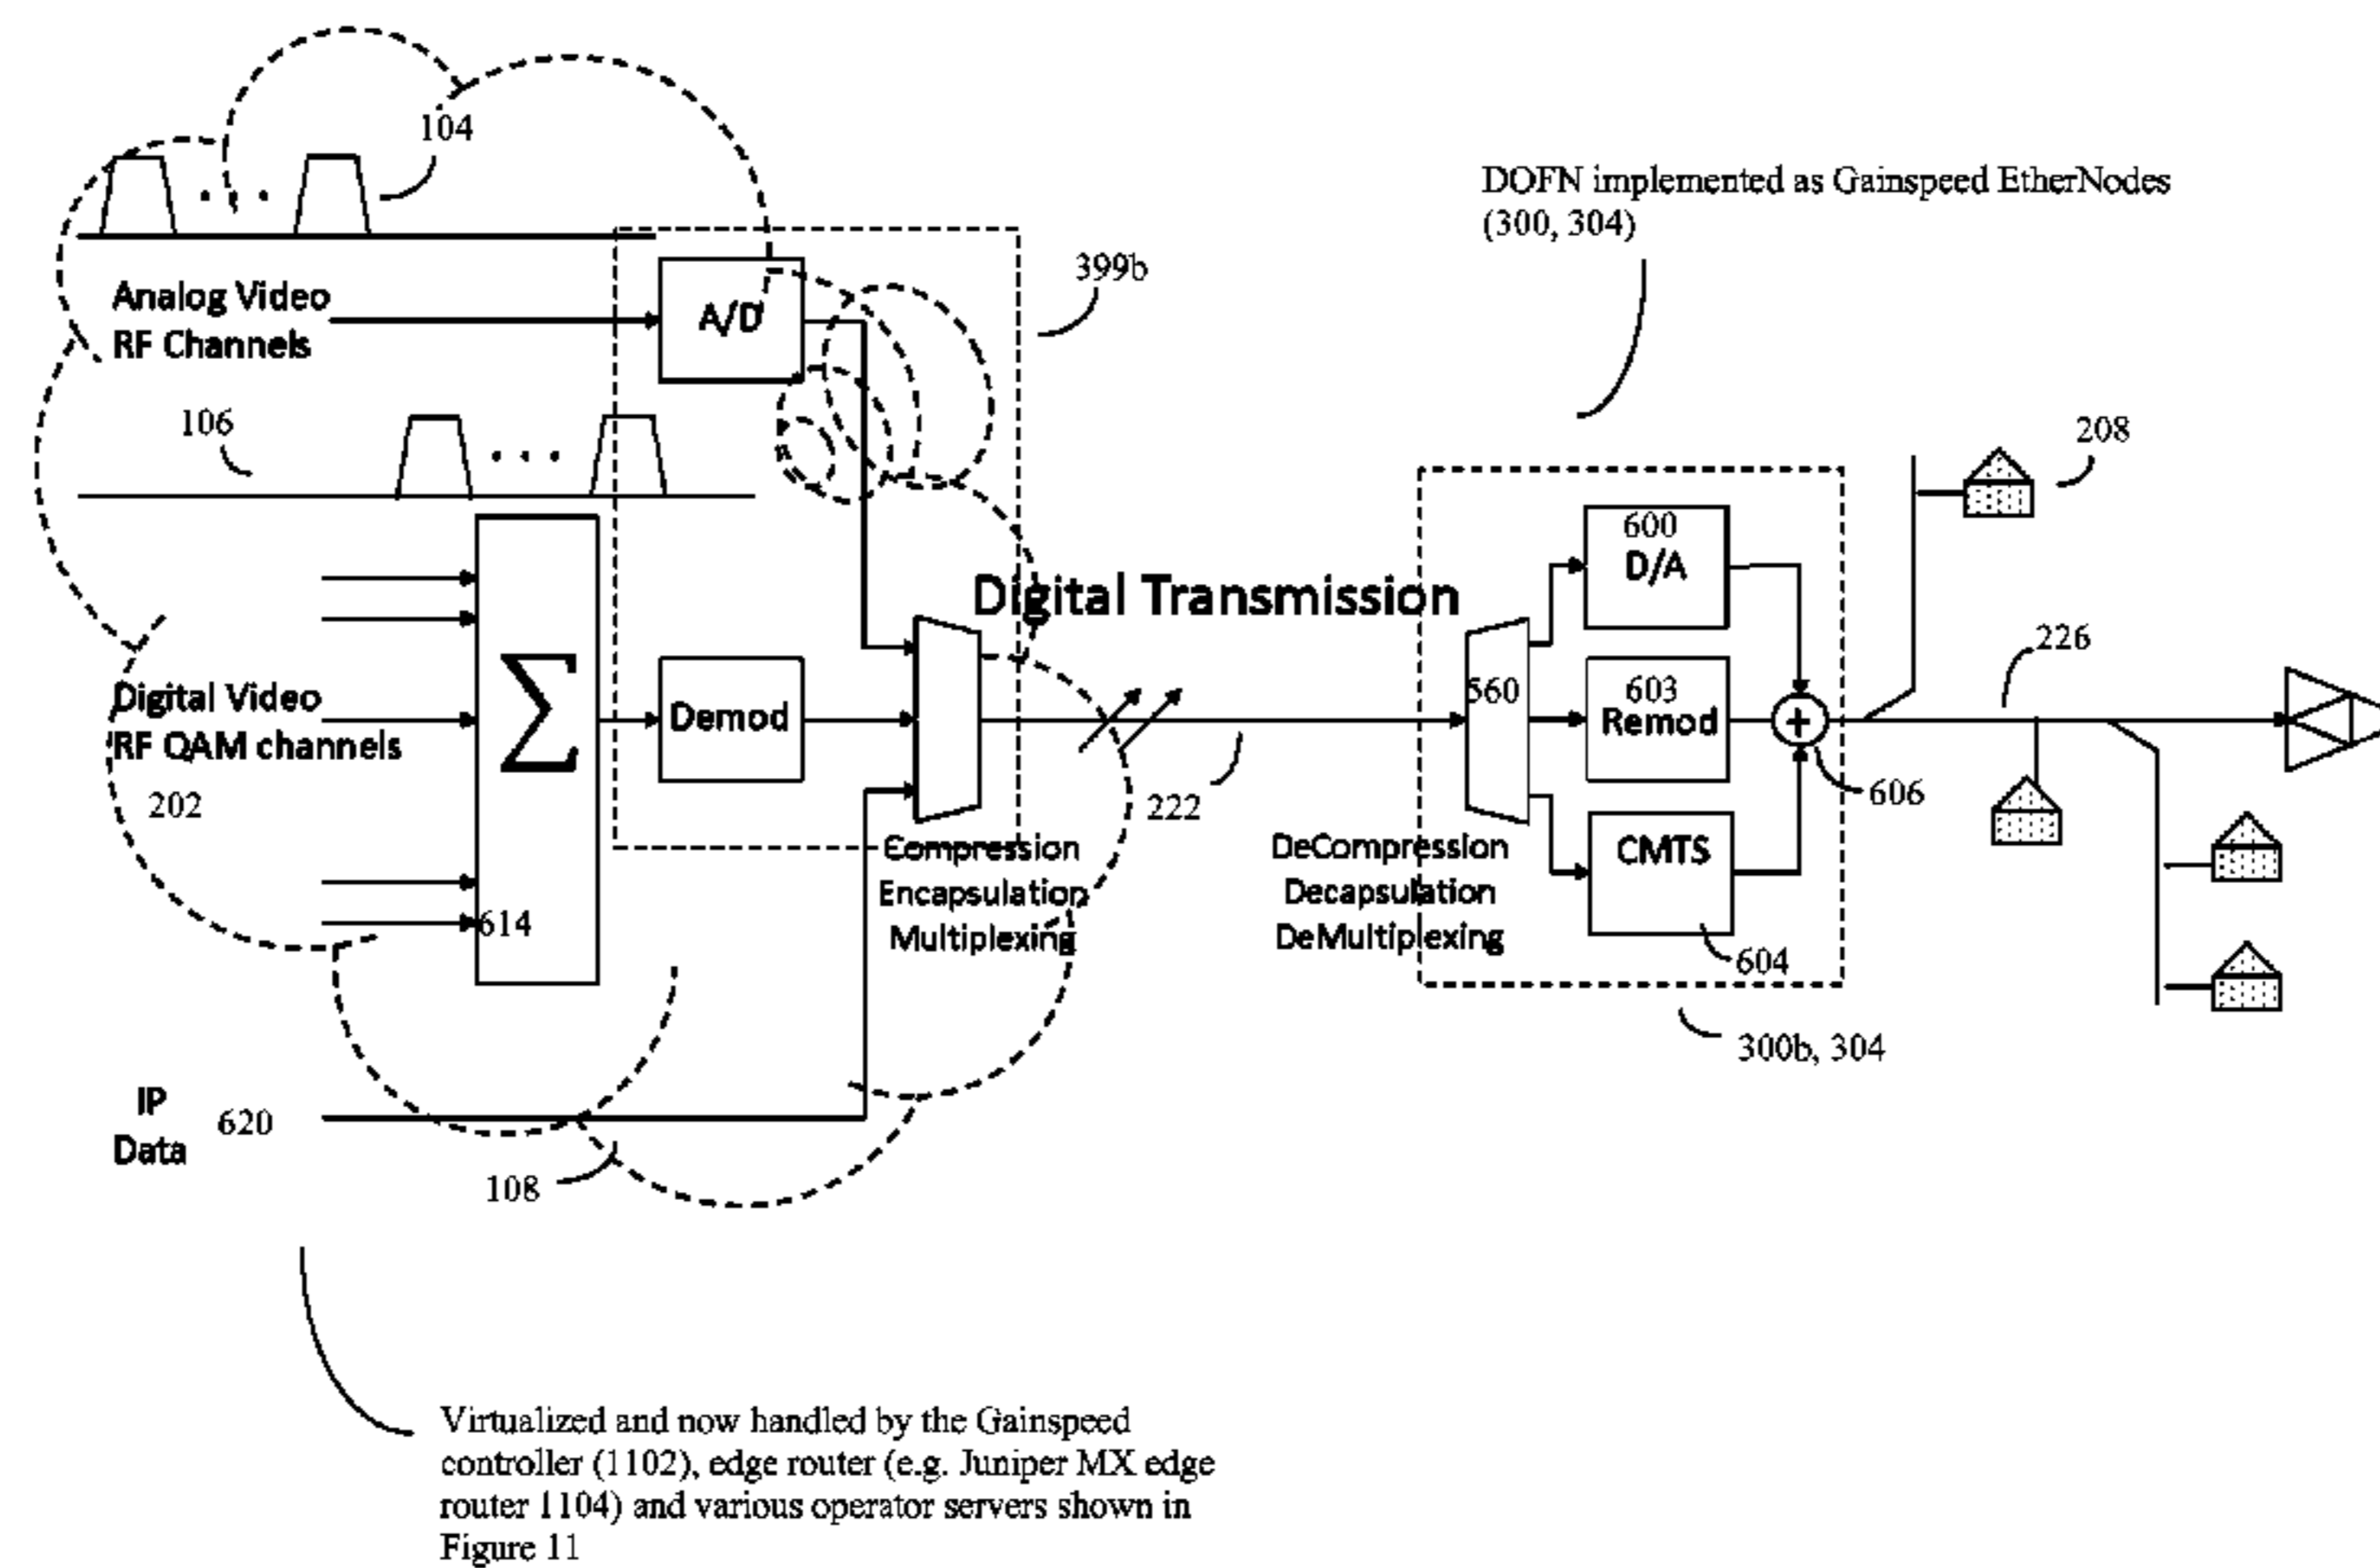 104
DOFN implemented as Gainspeed EtherNodes
(300, 304)
399b
Analog Video
RF Channels
A/D
106
208
600
D/A
Digital Transmission
226
560
603
Remod
+
Σ
Demod
Digital Video
RF QAM channels
202
222
606
CMTS
Compression
Encapsulation
Multiplexing
DeCompression
Decapsulation
DeMultiplexing
614
604
300b, 304
IP
Data
620
108
Virtualized and now handled by the Gainspeed
controller (1102), edge router (e.g. Juniper MX edge
router 1104) and various operator servers shown in
Figure 11